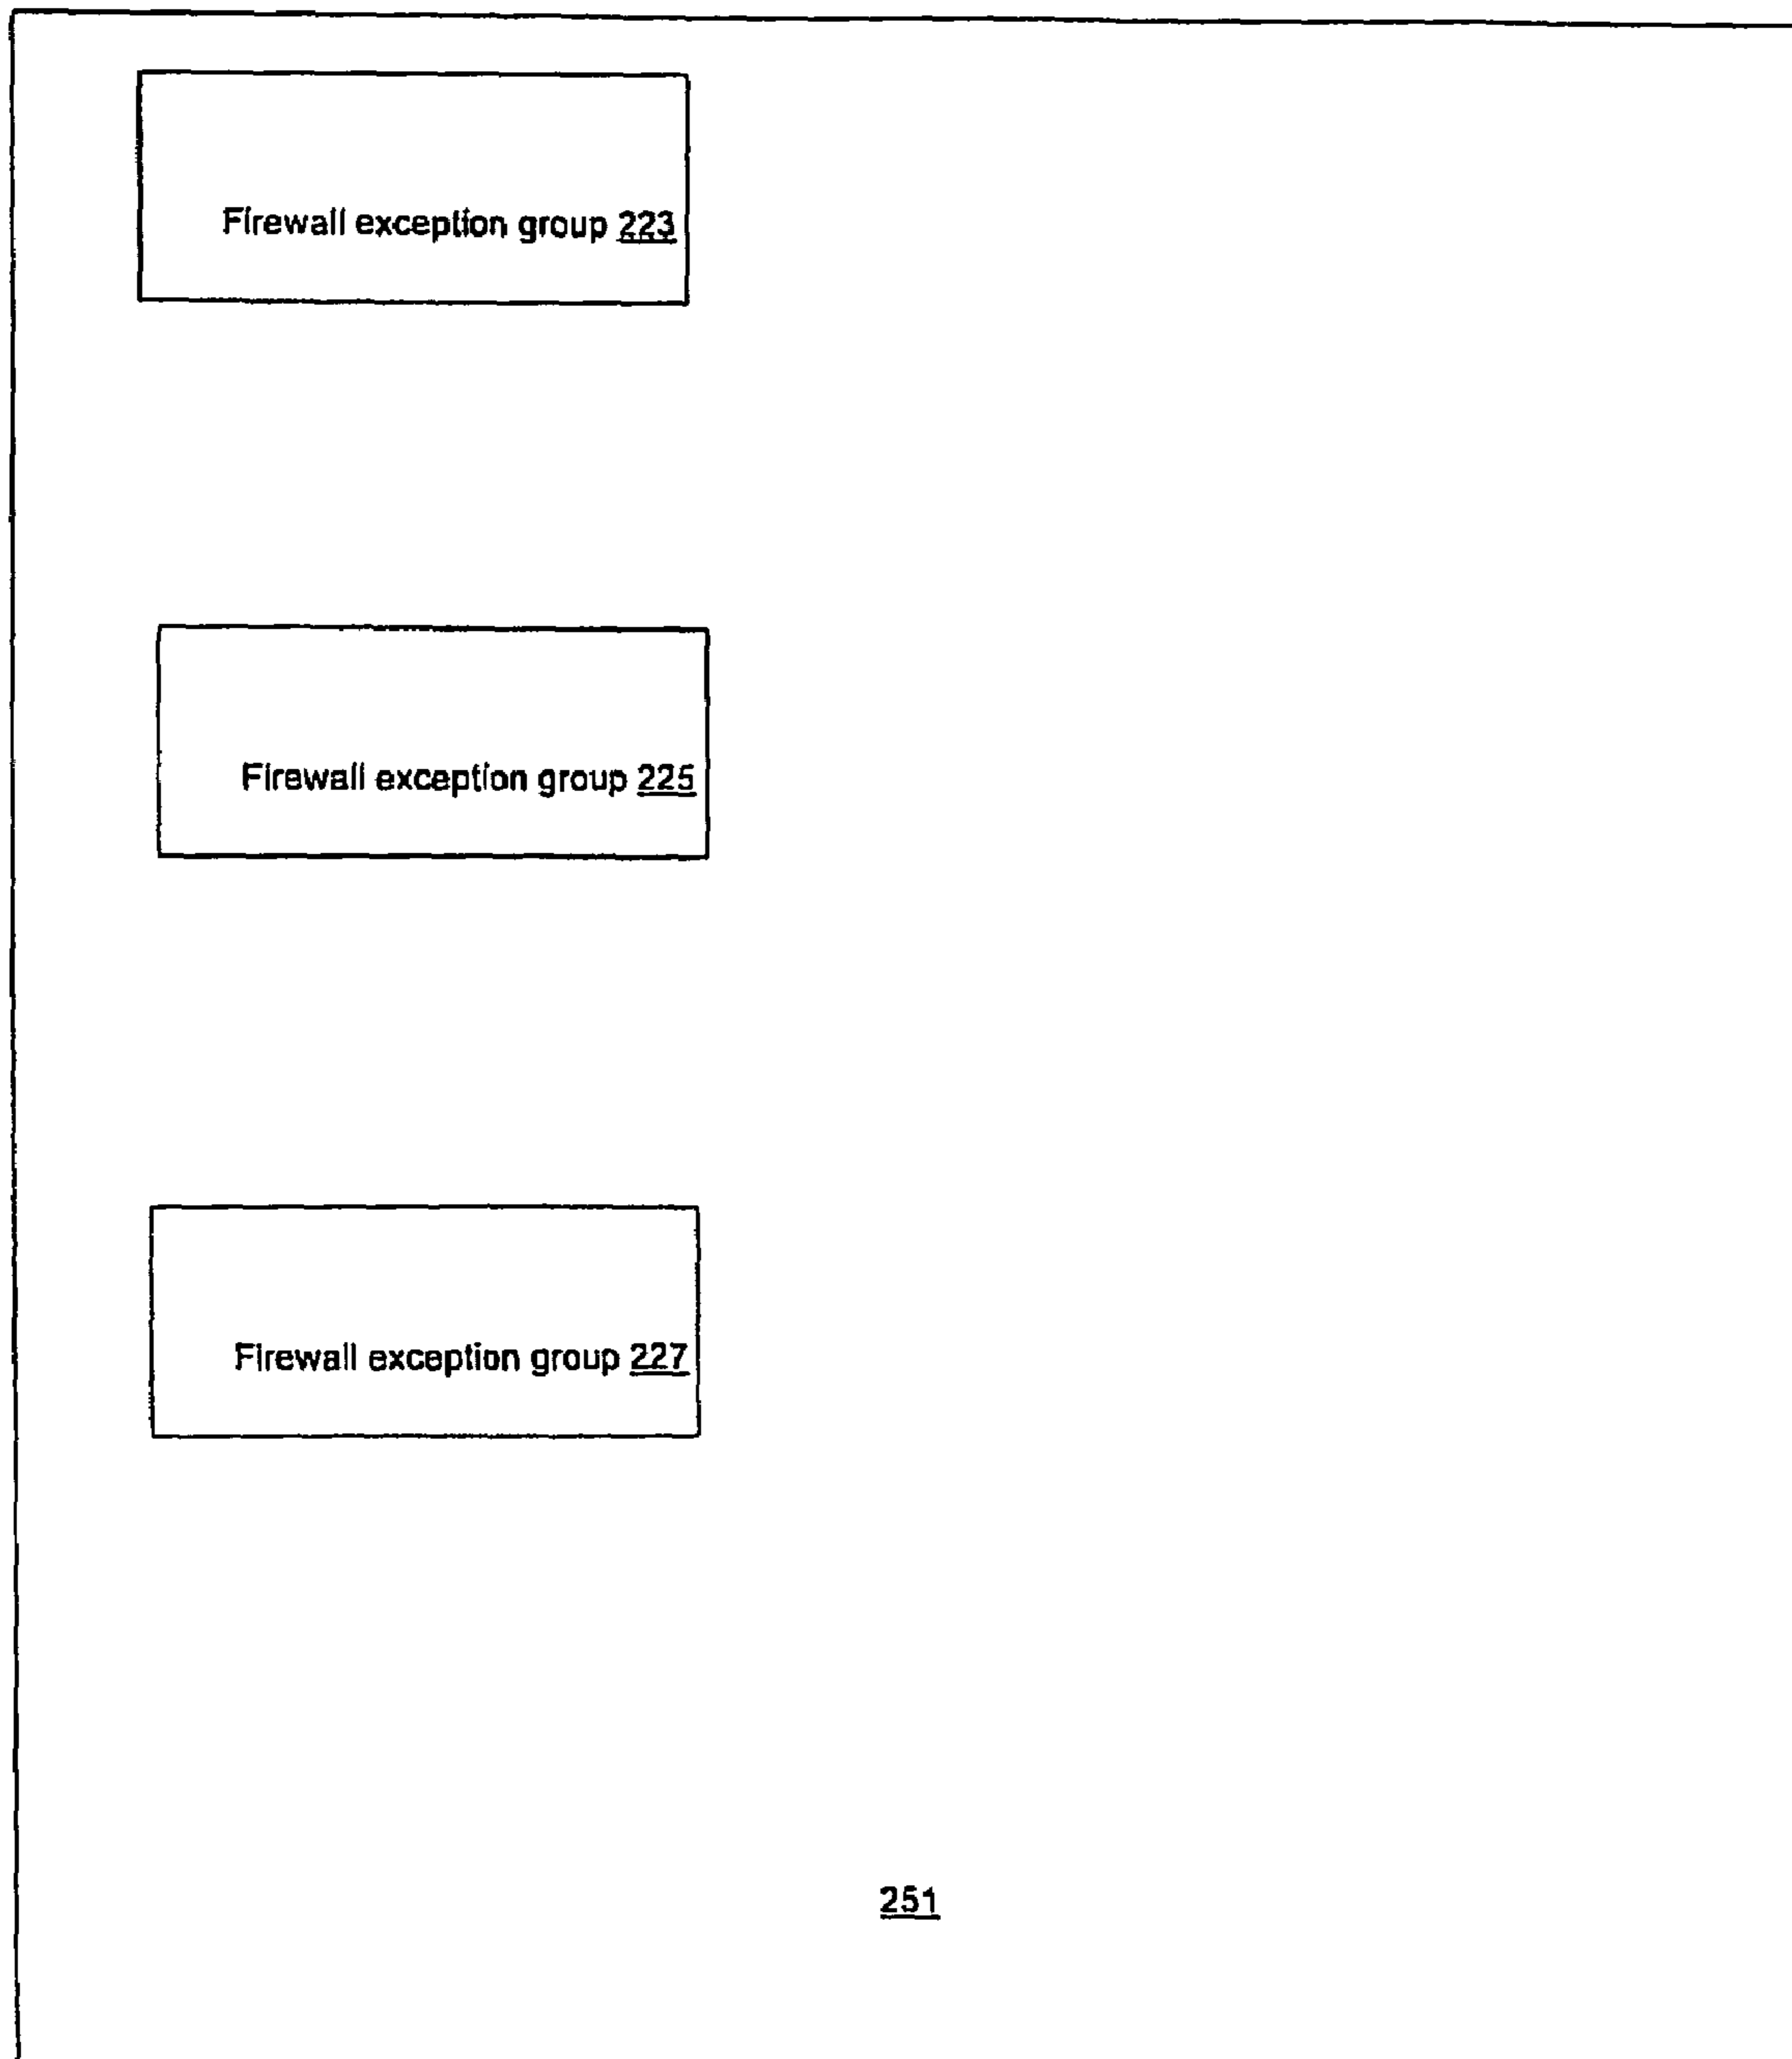 Firewall exception group 223
Firewall exception group 225
Firewall exception group 227
251